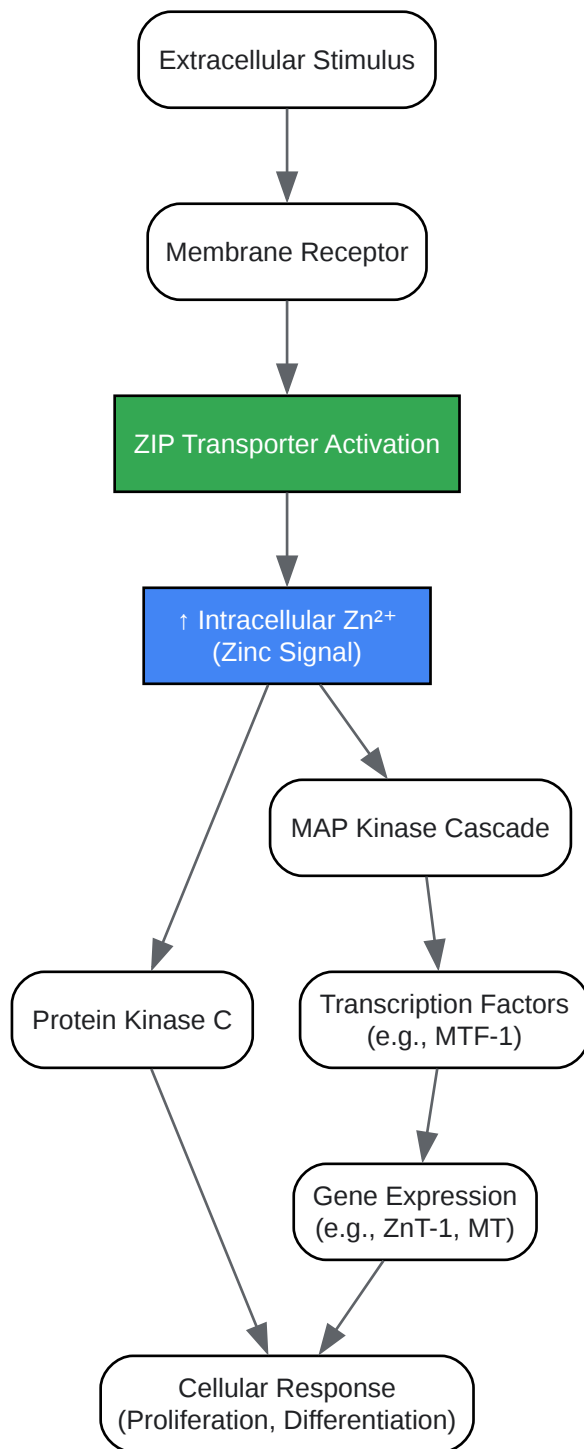 Extracellular Stimulus
Membrane Receptor
ZIP Transporter Activation
↑ Intracellular Zn²⁺
(Zinc Signal)
MAP Kinase Cascade
Protein Kinase C
Transcription Factors
(e.g., MTF-1)
Gene Expression
(e.g., ZnT-1, MT)
Cellular Response
(Proliferation, Differentiation)